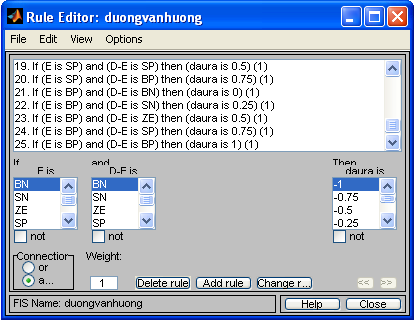 Rule Editor: duongvanhuong
File Edit View Options
19. If (E is SP) and (D-E is SP) then (daura is 0.5) (1)
20. If (E is SP) and (D-E is BP) then (daura is 0.75) (1)
21. If (E is BP) and (D-E is BN) then (daura is 0) (1)
22. If (E is BP) and (D-E is SN) then (daura is 0.25) (1)
23. If (E is BP) and (D-E is ZE) then (daura is 0.5) (1)
24. If (E is BP) and (D-E is SP) then (daura is 0.75) (1)
25. If (E is BP) and (D-E is BP) then (daura is 1) (1)
If and Then
E is D-E is daura is
BN BN -1
SN SN -0.75
ZE ZE -0.5
SP SP -0.25
not not not
Connection Weight:
or
a... 1 Delete rule Add rule Change r... << >>
FIS Name: duongvanhuong Help Close